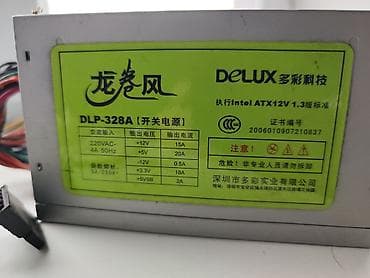 龙卷风
DELUX 多彩科技
DLP-328A【开关电源】
执行Intel ATX12V 1.3版标准
交流输入 输出电压 输出电流
220VAC- +12V 15A
4A 50Hz +5V 20A
-12V 0.5A
+3.3V 18A
+5VSB 2A
注意!
证书编号
2006010907210837
危险!非专业人员请勿拆卸
深圳市多彩实业有限公司